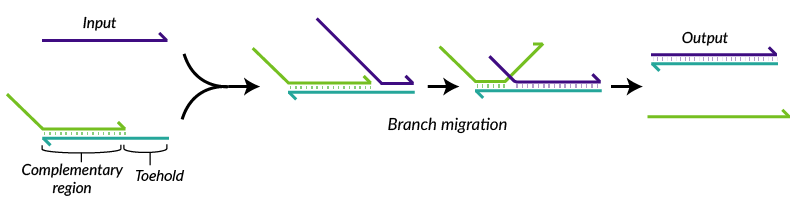 Input
Complementary
region
Toehold
Branch migration
Output